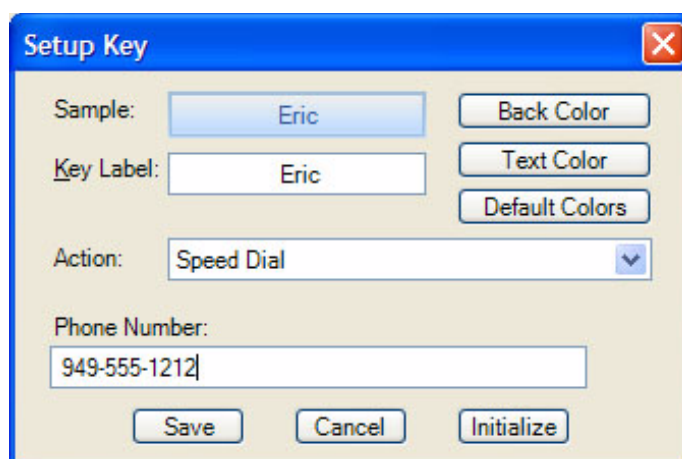 Setup Key
Sample: Eric Back Color
Key Label: Eric Text Color
Default Colors
Action: Speed Dial
Phone Number:
949-555-1212
Save Cancel Initialize